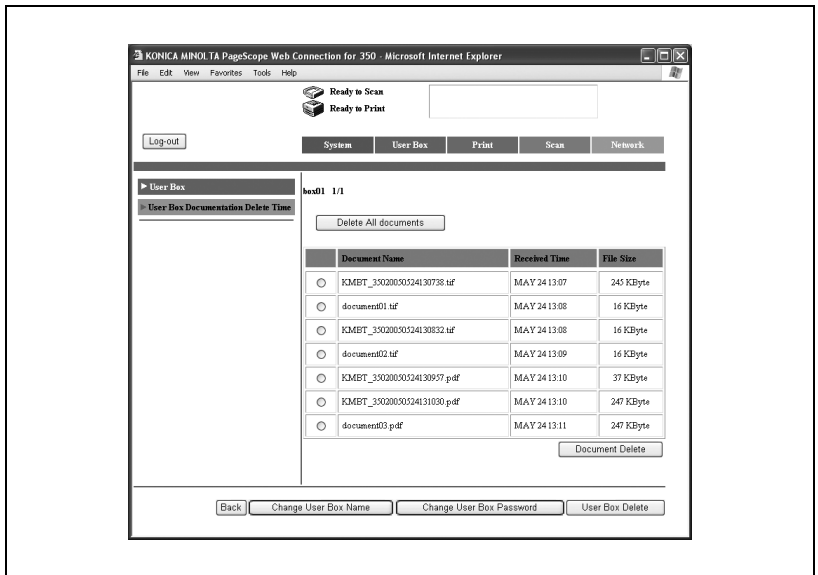 KONICA MINOLTA PageScope Web Connection for 350 - Microsoft Internet Explorer
File Edit View Favorites Tools Help
Ready to Scan
Ready to Print
Log-out
System User Box Print Scan Network
User Box
User Box Documentation Delete Time
box01 1/1
Delete All documents
Document Name Received Time File Size
KMBT_35020050524130738.tif MAY 24 13:07 245 KByte
document01.tif MAY 24 13:08 16 KByte
KMBT_35020050524130832.tif MAY 24 13:08 16 KByte
document02.tif MAY 24 13:09 16 KByte
KMBT_35020050524130957.pdf MAY 24 13:10 37 KByte
KMBT_35020050524131030.pdf MAY 24 13:10 247 KByte
document03.pdf MAY 24 13:11 247 KByte
Document Delete
Back Change User Box Name Change User Box Password User Box Delete